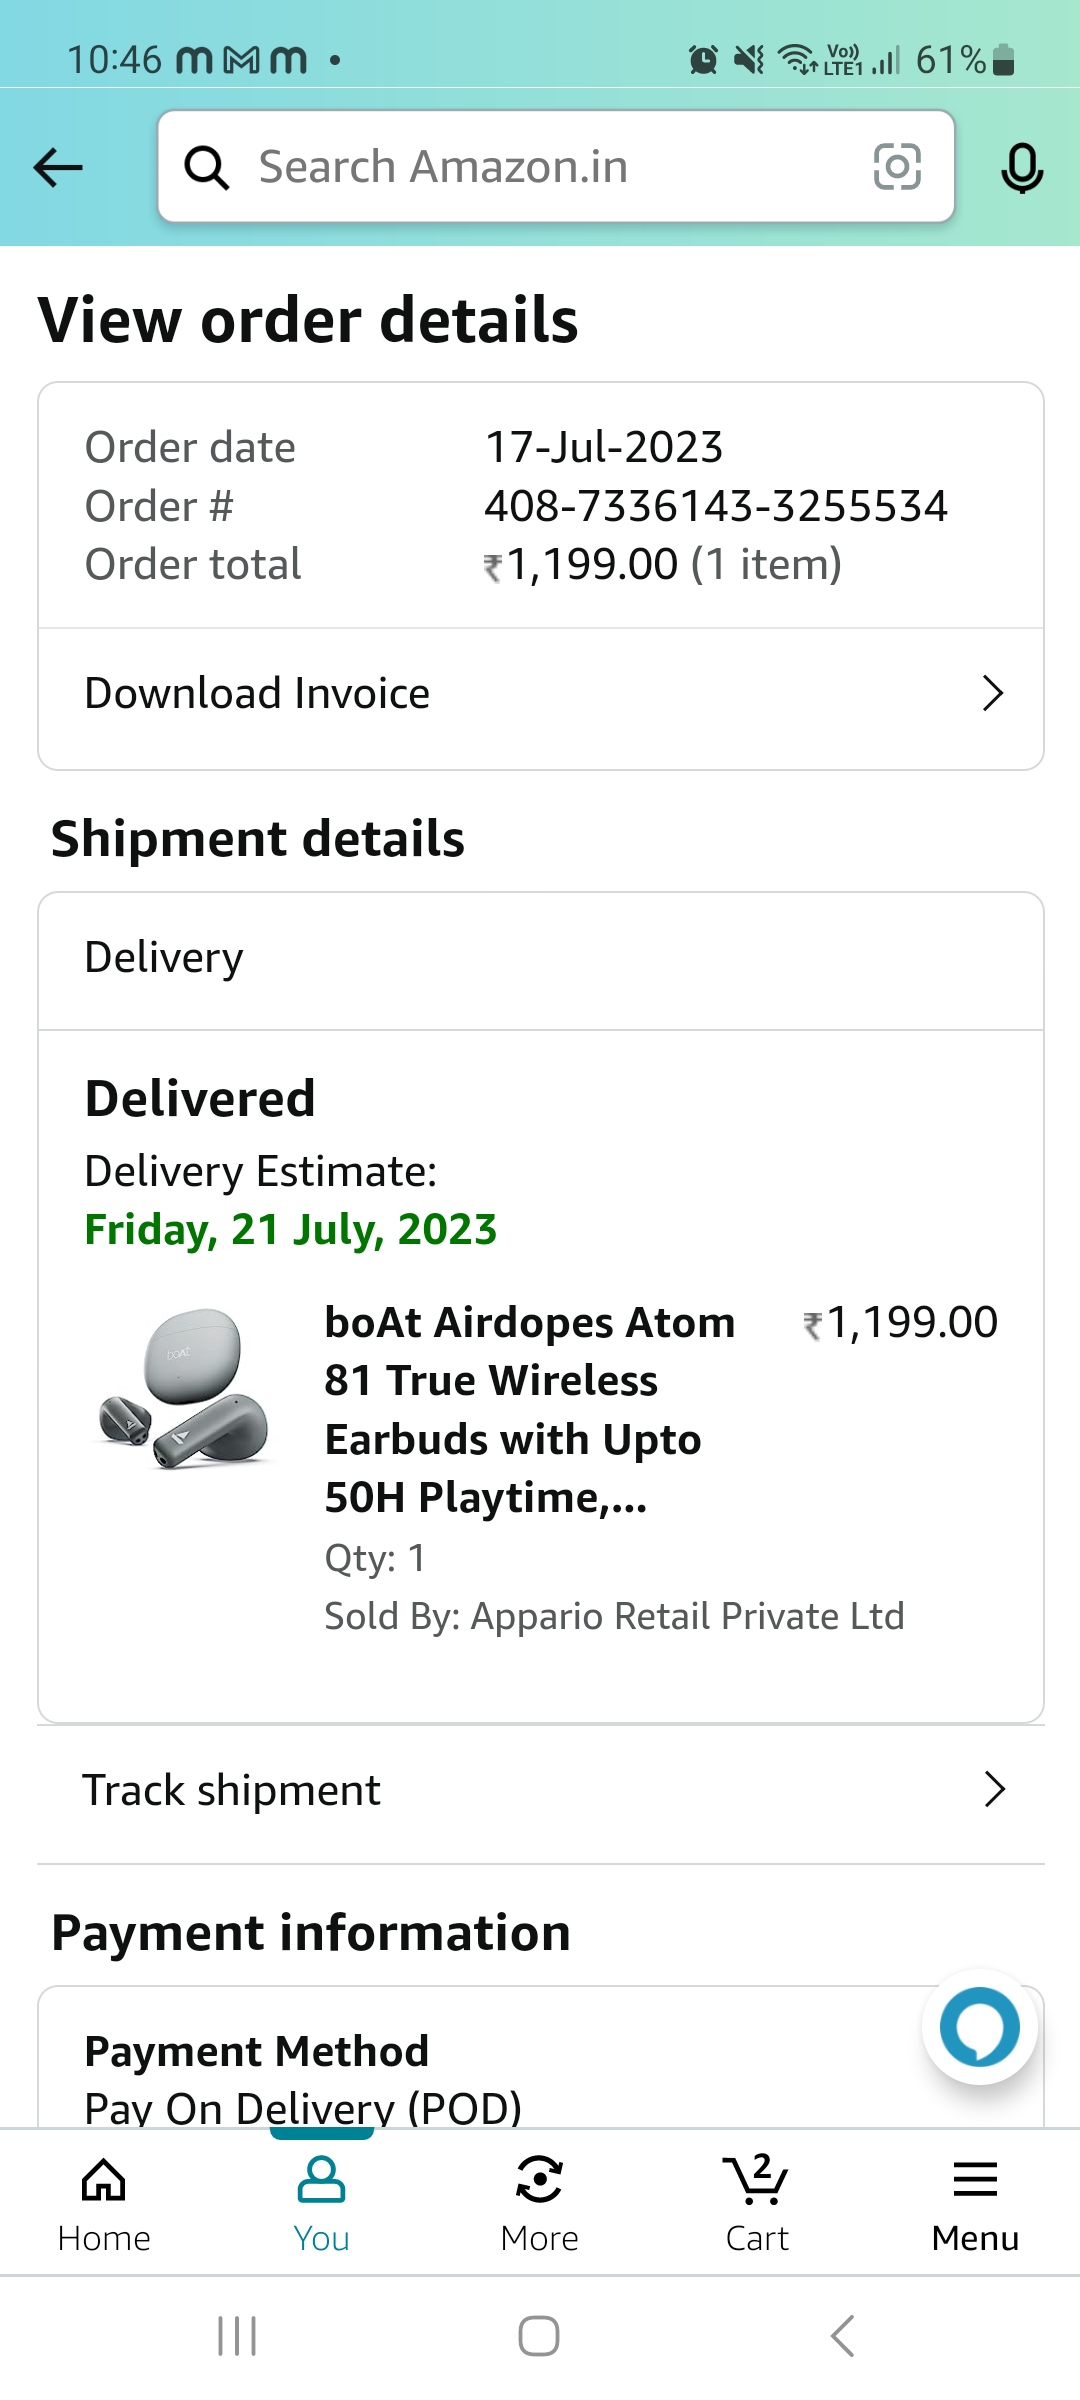 10:46
Vo))
LTE1
61%
Search Amazon.in
View order details
Order date 17-Jul-2023
Order # 408-7336143-3255534
Order total ₹1,199.00 (1 item)
Download Invoice
Shipment details
Delivery
Delivered
Delivery Estimate:
Friday, 21 July, 2023
boAt
boAt Airdopes Atom ₹1,199.00
81 True Wireless
Earbuds with Upto
50H Playtime,...
Qty: 1
Sold By: Appario Retail Private Ltd
Track shipment
Payment information
Payment Method
Pay On Delivery (POD)
2
Home You More Cart Menu